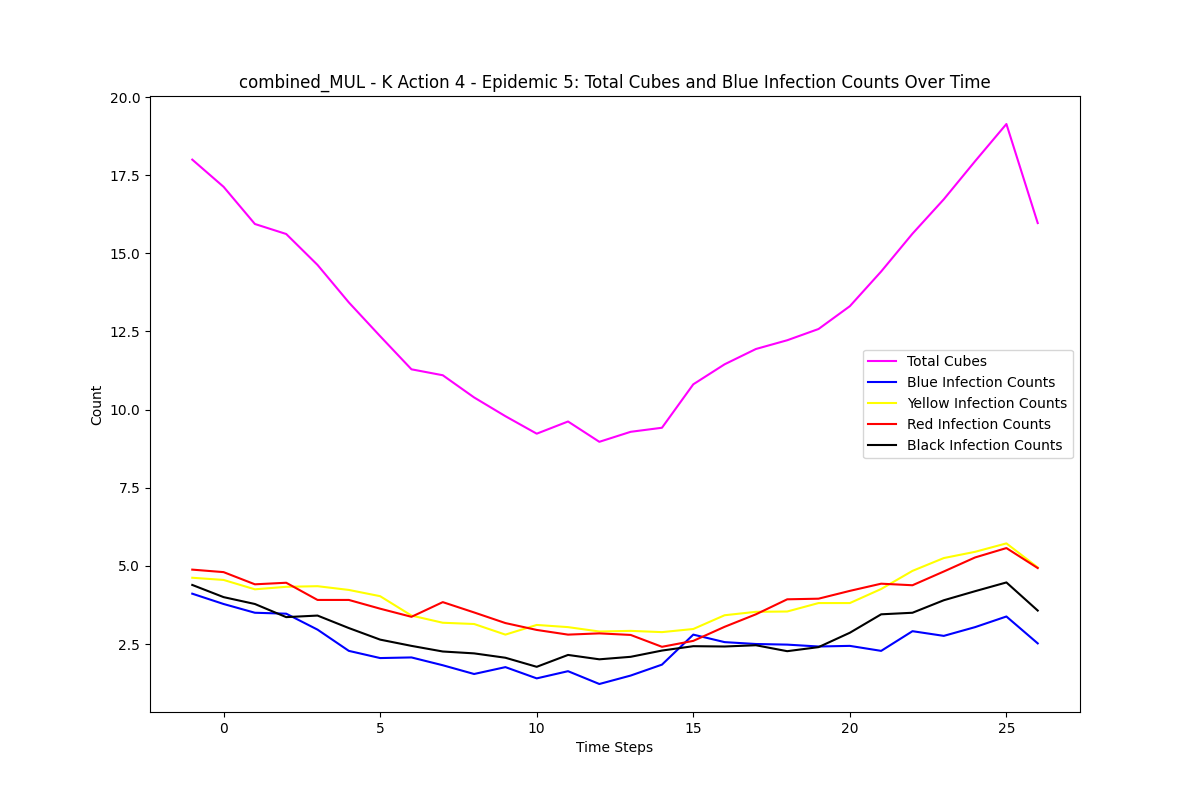 combined_MUL - K Action 4 - Epidemic 5: Total Cubes and Blue Infection Counts Over Time
20.0
17.5
15.0
12.5
10.0
7.5
5.0
2.5
Count
Total Cubes
Blue Infection Counts
Yellow Infection Counts
Red Infection Counts
Black Infection Counts
0 5 10 15 20 25
Time Steps